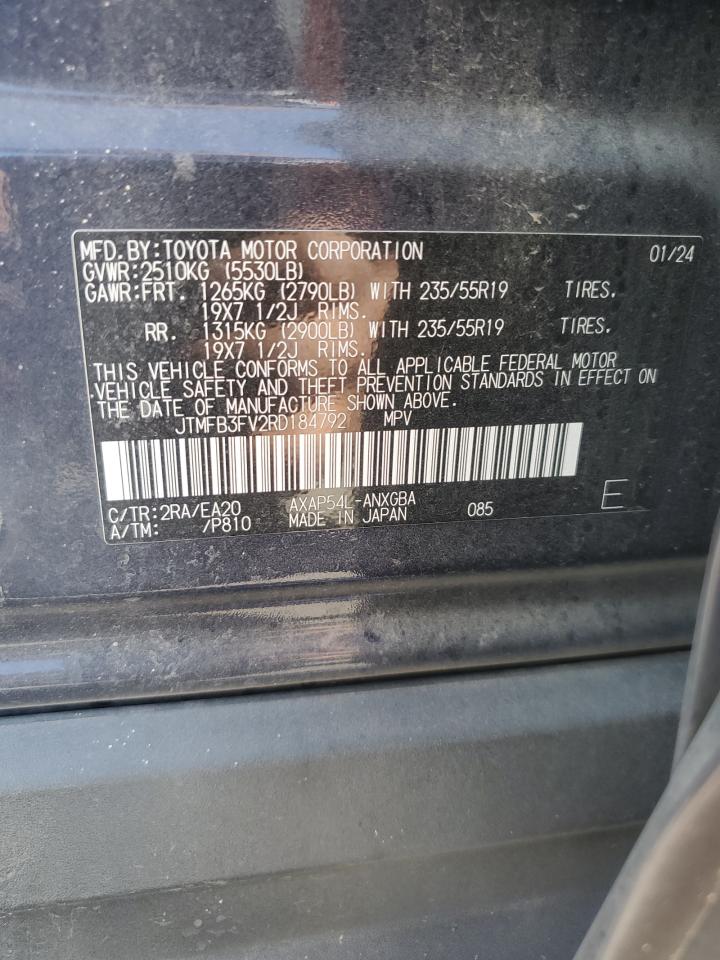 MFD.BY:TOYOTA MOTOR CORPORATION 01/24
GVWR:2510KG (5530LB)
GAWR:FRT. 1265KG (2790LB) WITH 235/55R19 TIRES.
19X7 1/2J RIMS.
RR. 1315KG (2900LB) WITH 235/55R19 TIRES.
19X7 1/2J RIMS.
THIS VEHICLE CONFORMS TO ALL APPLICABLE FEDERAL MOTOR
VEHICLE SAFETY AND THEFT PREVENTION STANDARDS IN EFFECT ON
THE DATE OF MANUFACTURE SHOWN ABOVE.
JTMFB3FV2RD184792 MPV
C/TR:2RA/EA20 AXAP54L-ANXGBA 085 E
A/TM: /P810 MADE IN JAPAN